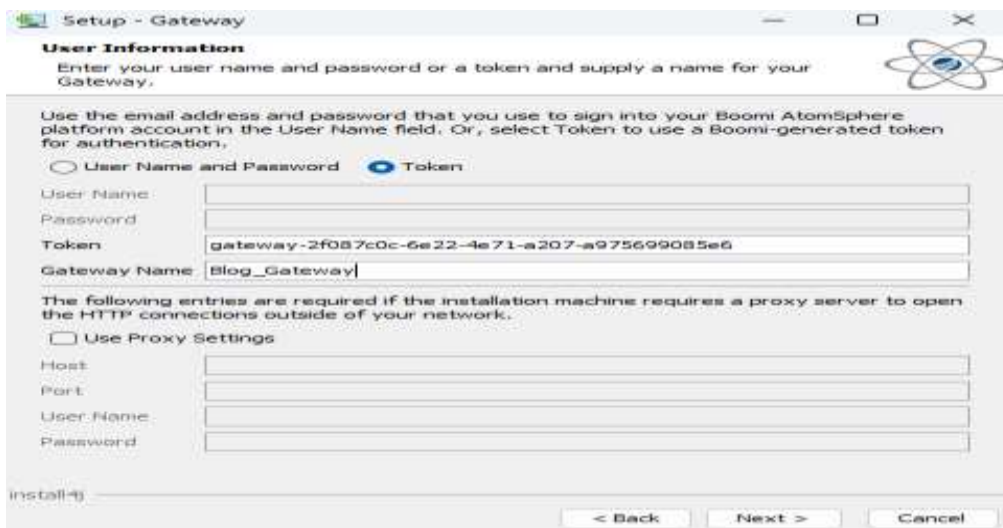 Setup - Gateway
User Information
Enter your user name and password or a token and supply a name for your
Gateway.
Use the email address and password that you use to sign into your Boomi AtomSphere
platform account in the User Name field. Or, select Token to use a Boomi-generated token
for authentication.
User Name and Password Token
User Name
Password
Token gateway-2f087c0c-6e22-4e71-a207-a975699085e6
Gateway Name Blog_Gateway
The following entries are required if the installation machine requires a proxy server to open
the HTTP connections outside of your network.
Use Proxy Settings
Host
Port
User Name
Password
install4j
< Back Next > Cancel